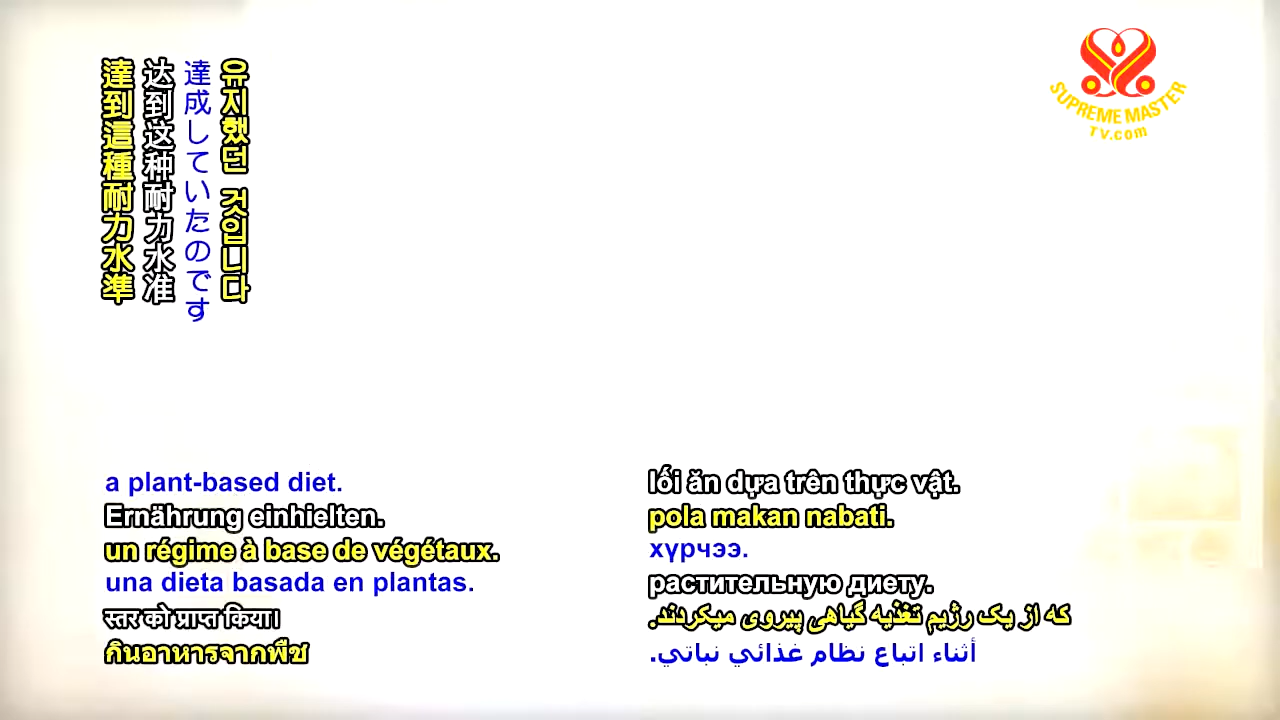 達到這種耐力水準
达到这种耐力水准
達成していたのです
유지했던 것입니다
SUPREME MASTER
TV.com
a plant-based diet.
Ernährung einhielten.
un régime à base de végétaux.
una dieta basada en plantas.
स्तर को प्राप्त किया।
กินอาหารจากพืช
lối ăn dựa trên thực vật.
pola makan nabati.
хүрчээ.
растительную диету.
که از یک رژیم تغذیه گیاهی پیروی میکردند.
أثناء اتباع نظام غذائي نباتي.